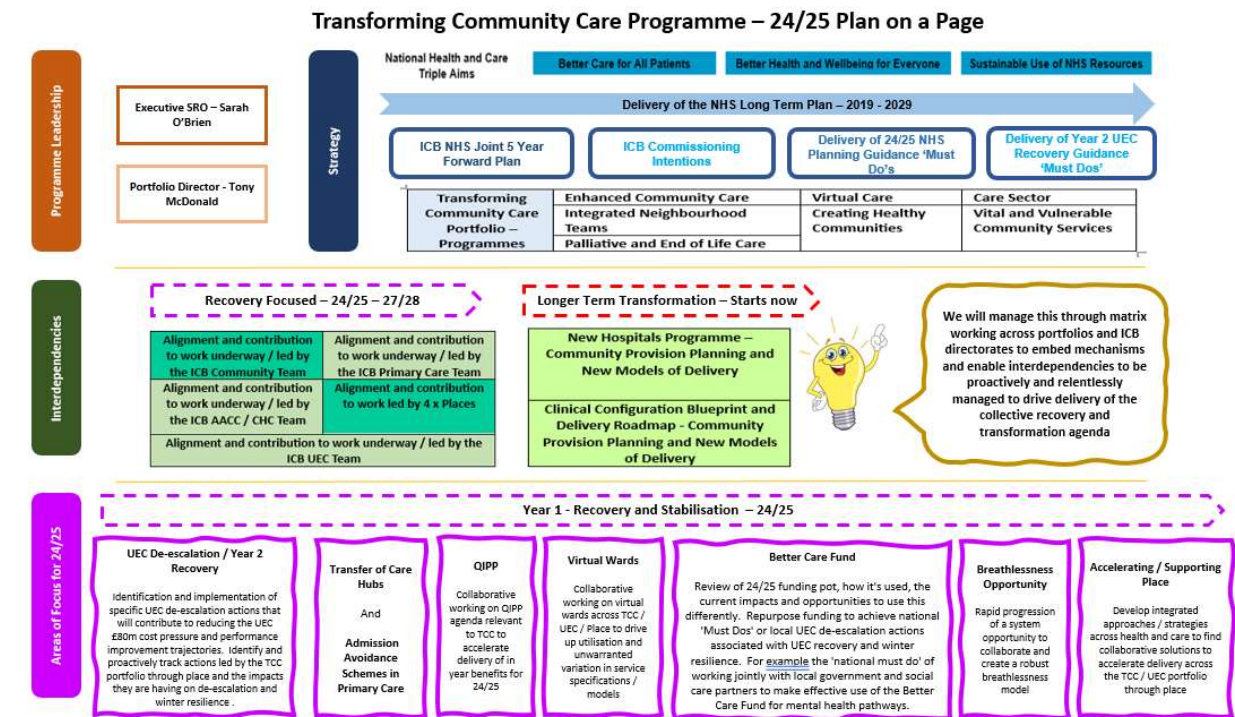 Transforming Community Care Programme – 24/25 Plan on a Page
Programme Leadership
Executive SRO – Sarah
O'Brien
Portfolio Director - Tony
McDonald
Strategy
National Health and Care
Triple Aims
Better Care for All Patients
Better Health and Wellbeing for Everyone
Sustainable Use of NHS Resources
Delivery of the NHS Long Term Plan – 2019 - 2029
ICB NHS Joint 5 Year
Forward Plan
ICB Commissioning
Intentions
Delivery of 24/25 NHS
Planning Guidance 'Must
Do's
Delivery of Year 2 UEC
Recovery Guidance
'Must Dos'
Transforming
Community Care
Portfolio –
Programmes
Enhanced Community Care
Integrated Neighbourhood
Teams
Palliative and End of Life Care
Virtual Care
Creating Healthy
Communities
Care Sector
Vital and Vulnerable
Community Services
Interdependencies
Recovery Focused – 24/25 – 27/28
Alignment and contribution
to work underway / led by
the ICB Community Team
Alignment and contribution
to work underway / led by
the ICB Primary Care Team
Alignment and contribution
to work underway / led by
the ICB AACC / CHC Team
Alignment and contribution
to work led by 4 x Places
Alignment and contribution to work underway / led by the
ICB UEC Team
Longer Term Transformation – Starts now
New Hospitals Programme –
Community Provision Planning and
New Models of Delivery
Clinical Configuration Blueprint and
Delivery Roadmap - Community
Provision Planning and New Models
of Delivery
We will manage this through matrix
working across portfolios and ICB
directorates to embed mechanisms
and enable interdependencies to be
proactively and relentlessly
managed to drive delivery of the
collective recovery and
transformation agenda
Areas of Focus for 24/25
Year 1 - Recovery and Stabilisation – 24/25
UEC De-escalation / Year 2
Recovery
Identification and implementation of
specific UEC de-escalation actions that
will contribute to reducing the UEC
£80m cost pressure and performance
improvement trajectories. Identify and
proactively track actions led by the TCC
portfolio through place and the impacts
they are having on de-escalation and
winter resilience .
Transfer of Care
Hubs
And
Admission
Avoidance
Schemes in
Primary Care
QIPP
Collaborative
working on QIPP
agenda relevant
to TCC to
accelerate
delivery of in
year benefits for
24/25
Virtual Wards
Collaborative
working on virtual
wards across TCC /
UEC / Place to drive
up utilisation and
unwarranted
variation in service
specifications /
models
Better Care Fund
Review of 24/25 funding pot, how it's used, the
current impacts and opportunities to use this
differently. Repurpose funding to achieve national
'Must Dos' or local UEC de-escalation actions
associated with UEC recovery and winter
resilience. For example the 'national must do' of
working jointly with local government and social
care partners to make effective use of the Better
Care Fund for mental health pathways.
Breathlessness
Opportunity
Rapid progression
of a system
opportunity to
collaborate and
create a robust
breathlessness
model
Accelerating / Supporting
Place
Develop integrated
approaches / strategies
across health and care to find
collaborative solutions to
accelerate delivery across
the TCC / UEC portfolio
through place